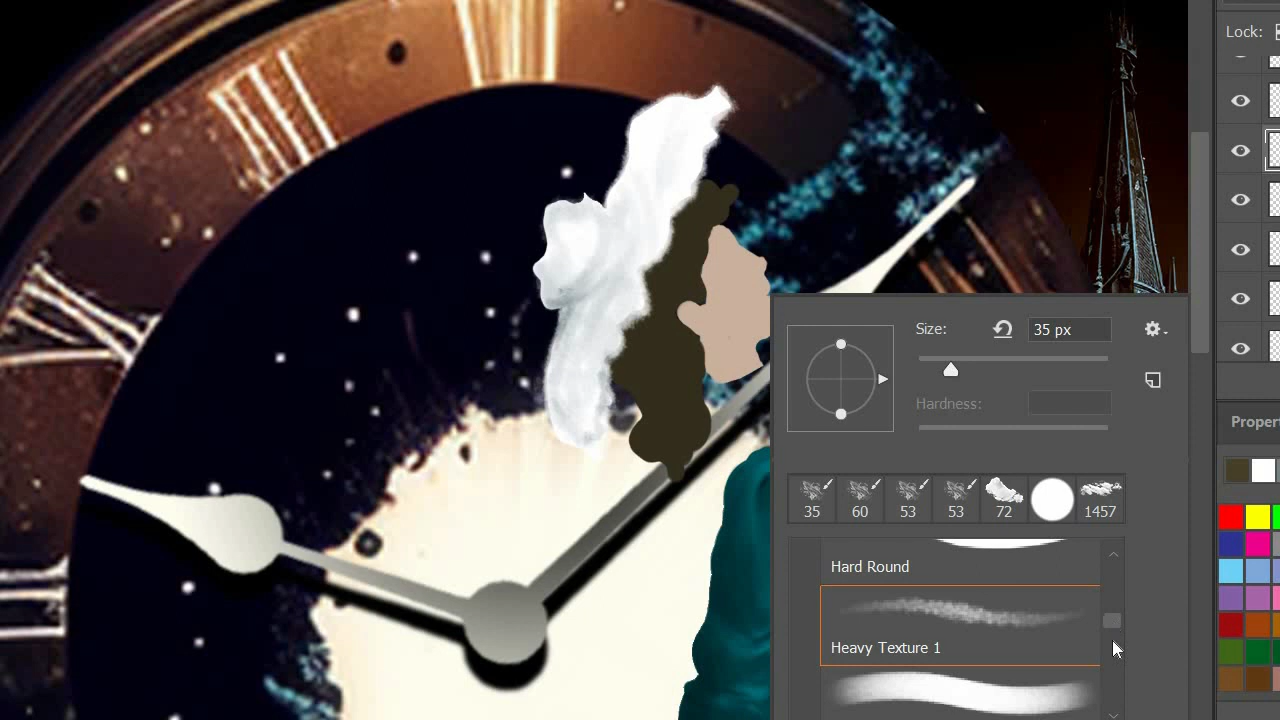 Lock:
Size:
35 px
Hardness:
Proper
35
60
53
53
72
1457
Hard Round
Heavy Texture 1